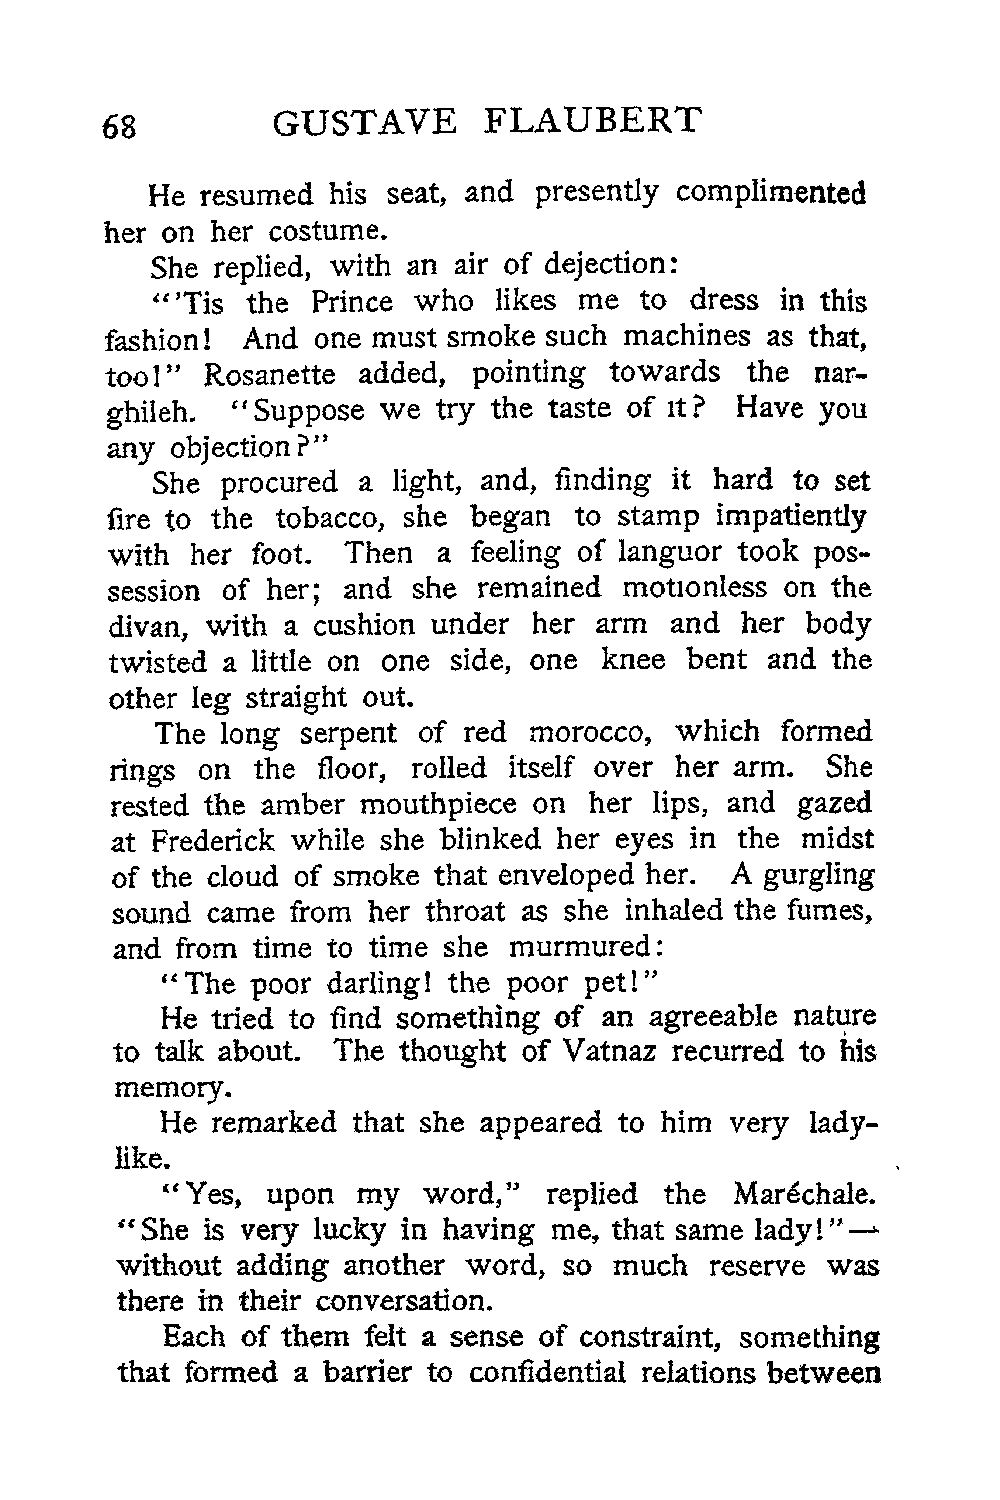 68 GUSTAVE FLAUBERT
He resumed his seat, and presently complimented
her on her costume.
She replied, with an air of dejection:
"'Tis the Prince who likes me to dress in this
fashion! And one must smoke such machines as that,
too!" Rosanette added, pointing towards the nar-
ghileh. "Suppose we try the taste of it? Have you
any objection?"
She procured a light, and, finding it hard to set
fire to the tobacco, she began to stamp impatiently
with her foot. Then a feeling of languor took pos-
session of her; and she remained motionless on the
divan, with a cushion under her arm and her body
twisted a little on one side, one knee bent and the
other leg straight out.
The long serpent of red morocco, which formed
rings on the floor, rolled itself over her arm. She
rested the amber mouthpiece on her lips, and gazed
at Frederick while she blinked her eyes in the midst
of the cloud of smoke that enveloped her. A gurgling
sound came from her throat as she inhaled the fumes,
and from time to time she murmured:
"The poor darling! the poor pet!"
He tried to find something of an agreeable nature
to talk about. The thought of Vatnaz recurred to his
memory.
He remarked that she appeared to him very lady-
like.
"Yes, upon my word," replied the Maréchale.
"She is very lucky in having me, that same lady!"—
without adding another word, so much reserve was
there in their conversation.
Each of them felt a sense of constraint, something
that formed a barrier to confidential relations between